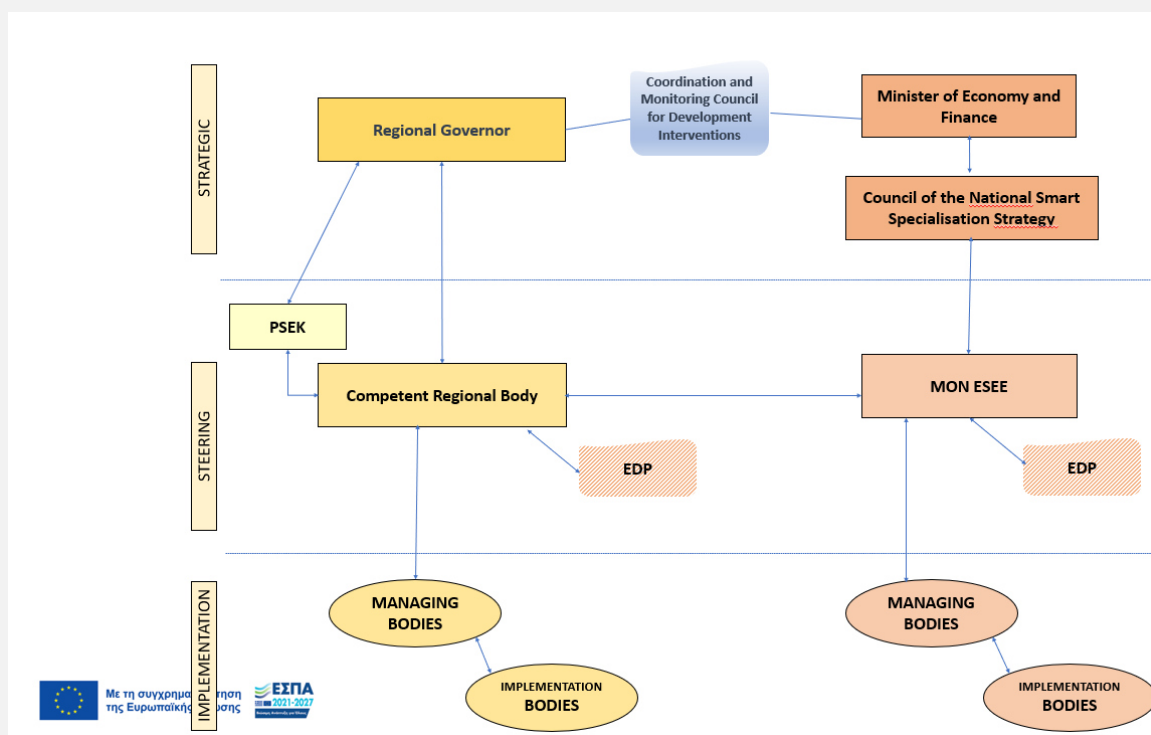 STRATEGIC
Regional Governor
Coordination and
Monitoring Council
for Development
Interventions
Minister of Economy and
Finance
Council of the National Smart
Specialisation Strategy
STEERING
PSEK
Competent Regional Body
MON ESEE
EDP
EDP
IMPLEMENTATION
MANAGING
BODIES
IMPLEMENTATION
BODIES
MANAGING
BODIES
IMPLEMENTATION
BODIES
Με τη
της Ευρωπαϊκής
ΕΣΠΑ
2021-2027